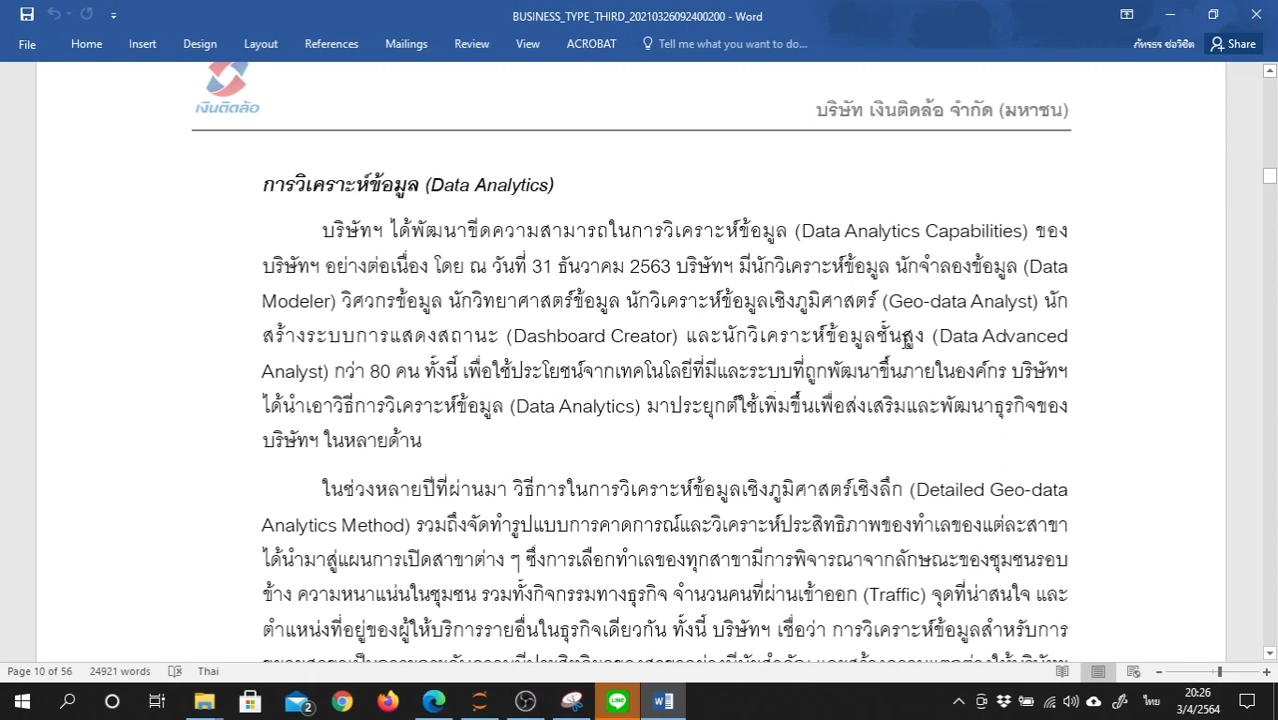 BUSINESS_TYPE_THIRD_20210326092400200 - Word
File Home Insert Design Layout References Mailings Review View ACROBAT Tell me what you want to do... ภัทรธร ช่อวิชิต Share
เงินติดล้อ
บริษัท เงินติดล้อ จำกัด (มหาชน)
การวิเคราะห์ข้อมูล (Data Analytics)
บริษัทฯ ได้พัฒนาขีดความสามารถในการวิเคราะห์ข้อมูล (Data Analytics Capabilities) ของ
บริษัทฯ อย่างต่อเนื่อง โดย ณ วันที่ 31 ธันวาคม 2563 บริษัทฯ มีนักวิเคราะห์ข้อมูล นักจำลองข้อมูล (Data
Modeler) วิศวกรข้อมูล นักวิทยาศาสตร์ข้อมูล นักวิเคราะห์ข้อมูลเชิงภูมิศาสตร์ (Geo-data Analyst) นัก
สร้างระบบการแสดงสถานะ (Dashboard Creator) และนักวิเคราะห์ข้อมูลชั้นสูง (Data Advanced
Analyst) กว่า 80 คน ทั้งนี้ เพื่อใช้ประโยชน์จากเทคโนโลยีที่มีและระบบที่ถูกพัฒนาขึ้นภายในองค์กร บริษัทฯ
ได้นำเอาวิธีการวิเคราะห์ข้อมูล (Data Analytics) มาประยุกต์ใช้เพิ่มขึ้นเพื่อส่งเสริมและพัฒนาธุรกิจของ
บริษัทฯ ในหลายด้าน
ในช่วงหลายปีที่ผ่านมา วิธีการในการวิเคราะห์ข้อมูลเชิงภูมิศาสตร์เชิงลึก (Detailed Geo-data
Analytics Method) รวมถึงจัดทำรูปแบบการคาดการณ์และวิเคราะห์ประสิทธิภาพของทำเลของแต่ละสาขา
ได้นำมาสู่แผนการเปิดสาขาต่าง ๆ ซึ่งการเลือกทำเลของทุกสาขามีการพิจารณาจากลักษณะของชุมชนรอบ
ข้าง ความหนาแน่นในชุมชน รวมทั้งกิจกรรมทางธุรกิจ จำนวนคนที่ผ่านเข้าออก (Traffic) จุดที่น่าสนใจ และ
ตำแหน่งที่อยู่ของผู้ให้บริการรายอื่นในธุรกิจเดียวกัน ทั้งนี้ บริษัทฯ เชื่อว่า การวิเคราะห์ข้อมูลสำหรับการ
Page 10 of 56 24921 words Thai
2 LINE ไทย 20:26
3/4/2564